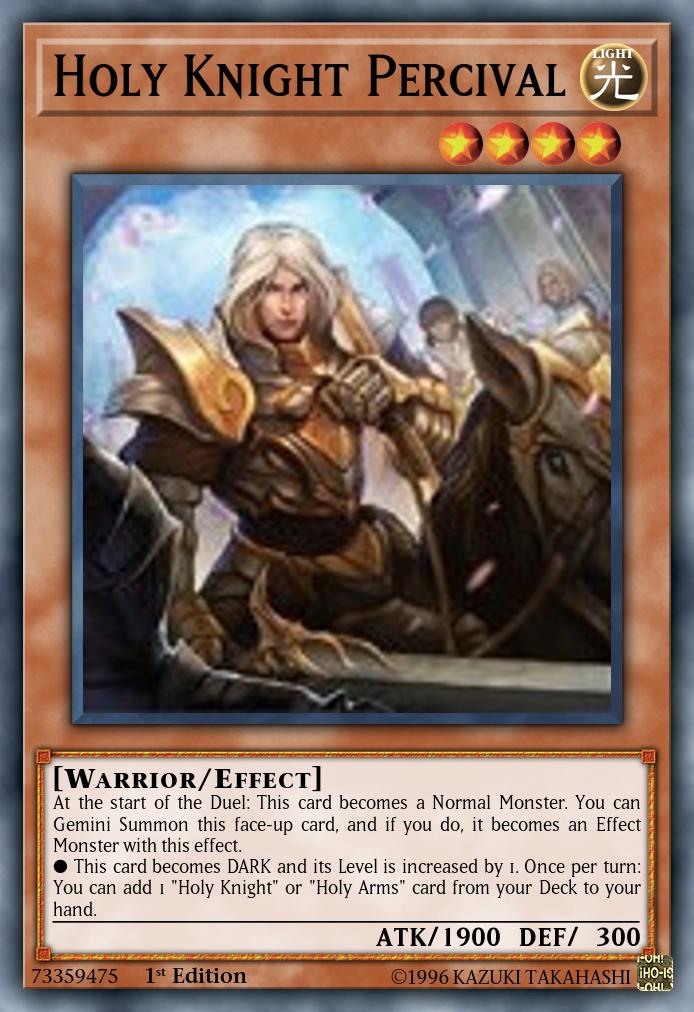 Holy Knight Percival
LIGHT
光
[Warrior/Effect]
At the start of the Duel: This card becomes a Normal Monster. You can
Gemini Summon this face-up card, and if you do, it becomes an Effect
Monster with this effect.
● This card becomes DARK and its Level is increased by 1. Once per turn:
You can add 1 "Holy Knight" or "Holy Arms" card from your Deck to your
hand.
ATK/1900 DEF/ 300
73359475 1st Edition ©1996 KAZUKI TAKAHASHI